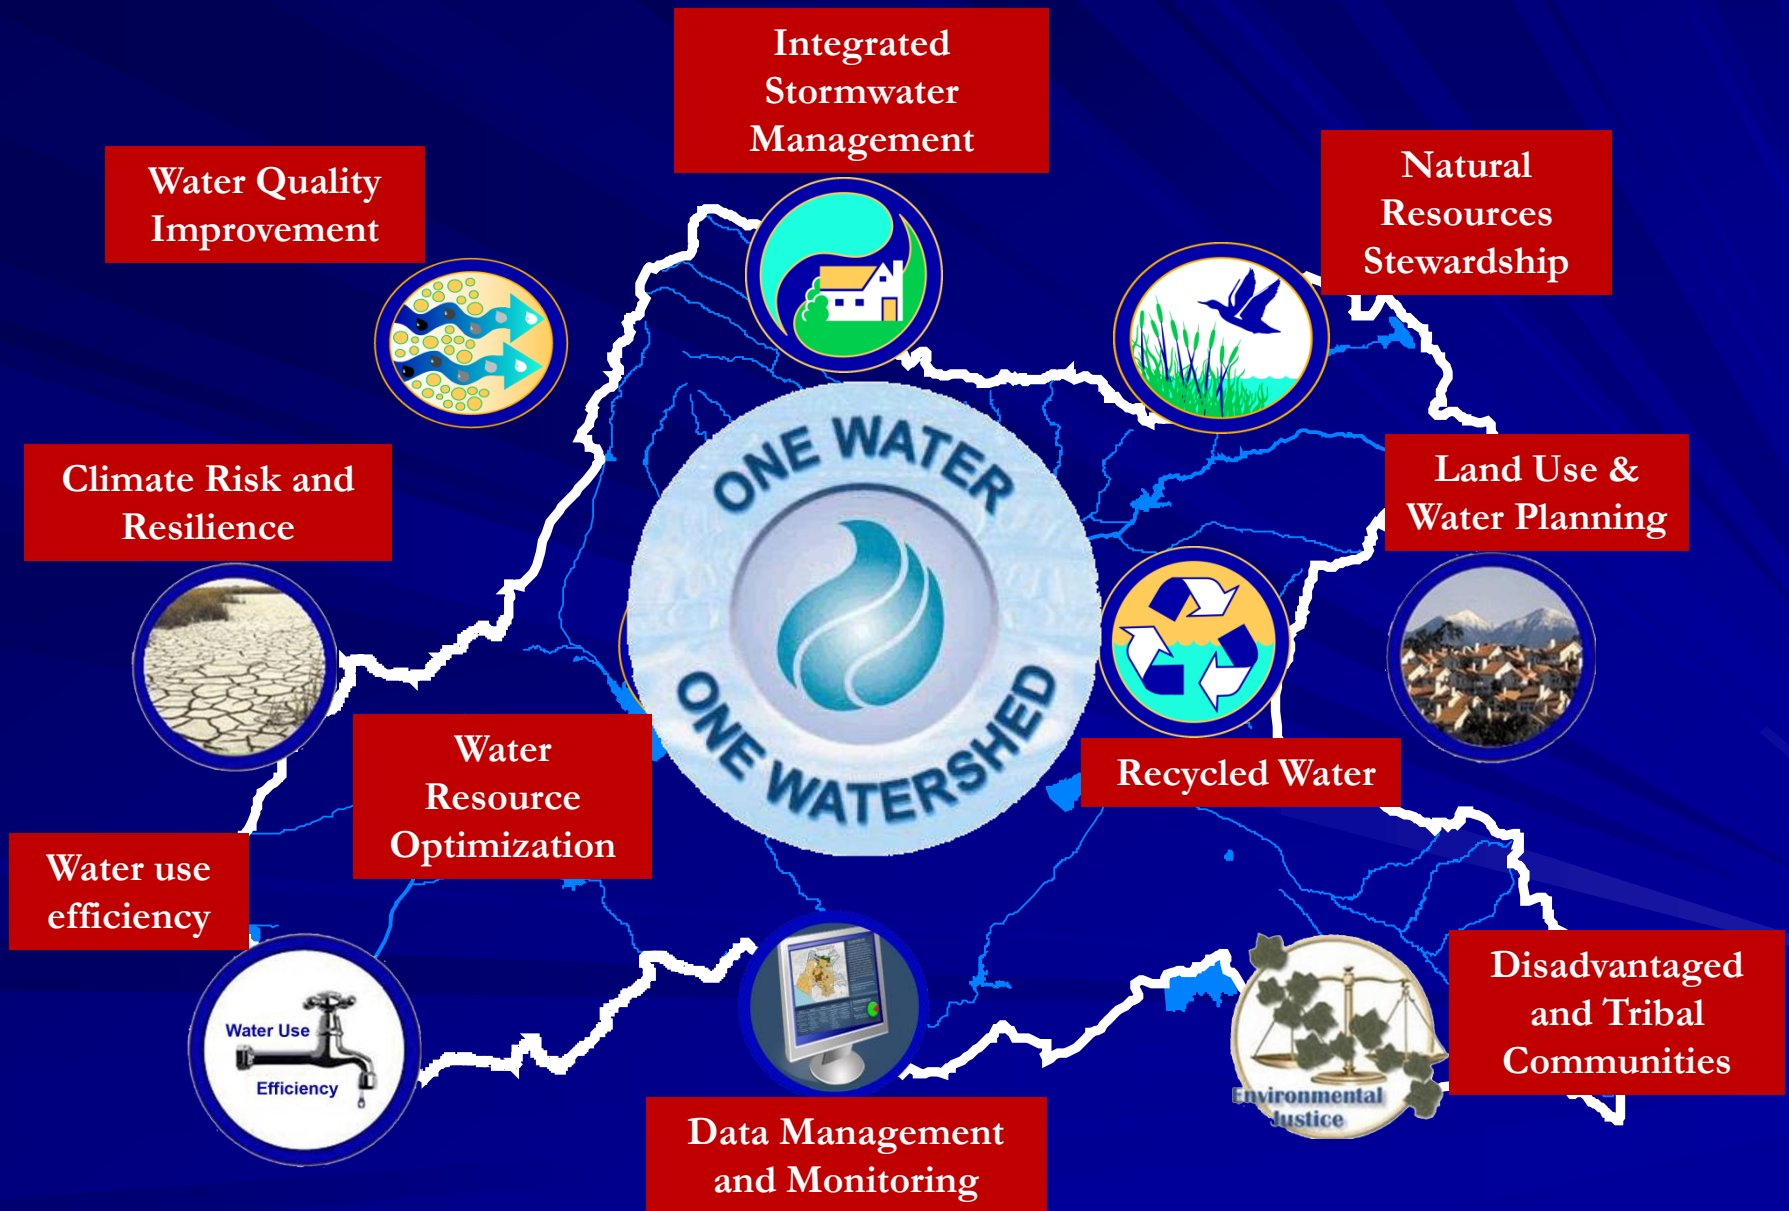 Integrated
Stormwater
Management
Water Quality
Improvement
Natural
Resources
Stewardship
ONE WATER
ONE WATERSHED
Climate Risk and
Resilience
Land Use &
Water Planning
Water
Resource
Optimization
Recycled Water
Water use
efficiency
Water Use
Efficiency
Data Management
and Monitoring
Environmental
Justice
Disadvantaged
and Tribal
Communities